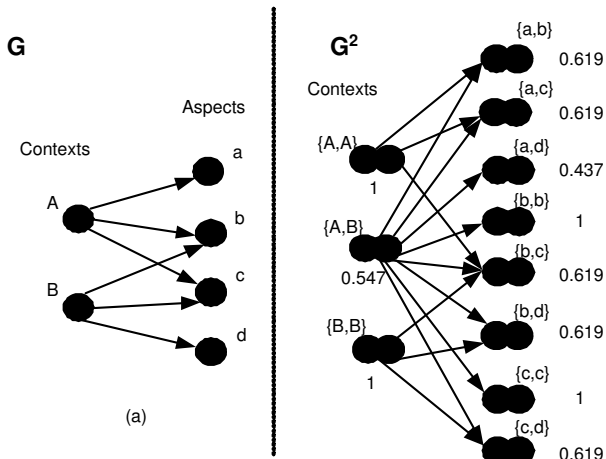 G
Aspects
Contexts
a
A
b
c
B
d
(a)
G²
Contexts
{a,b}
0.619
{a,c}
0.619
{A,A}
1
{a,d}
0.437
{b,b}
1
{A,B}
0.547
{b,c}
0.619
{B,B}
1
{b,d}
0.619
{c,c}
1
{c,d}
0.619